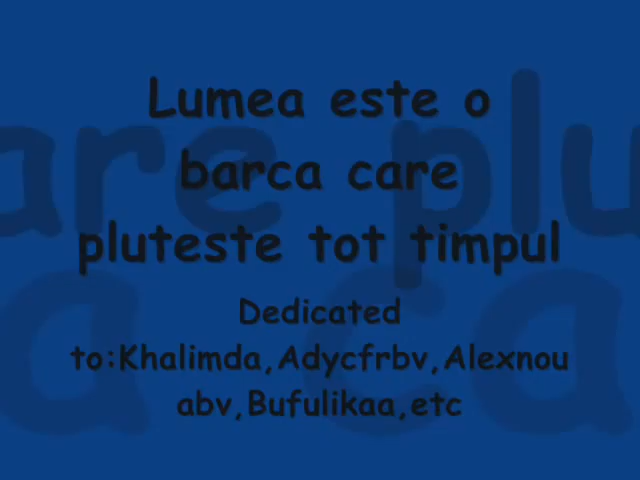 Lumea este o
barca care
pluteste tot timpul
Dedicated
to:Khalimda,Adycfrbv,Alexnou
abv,Bufulikaa,etc